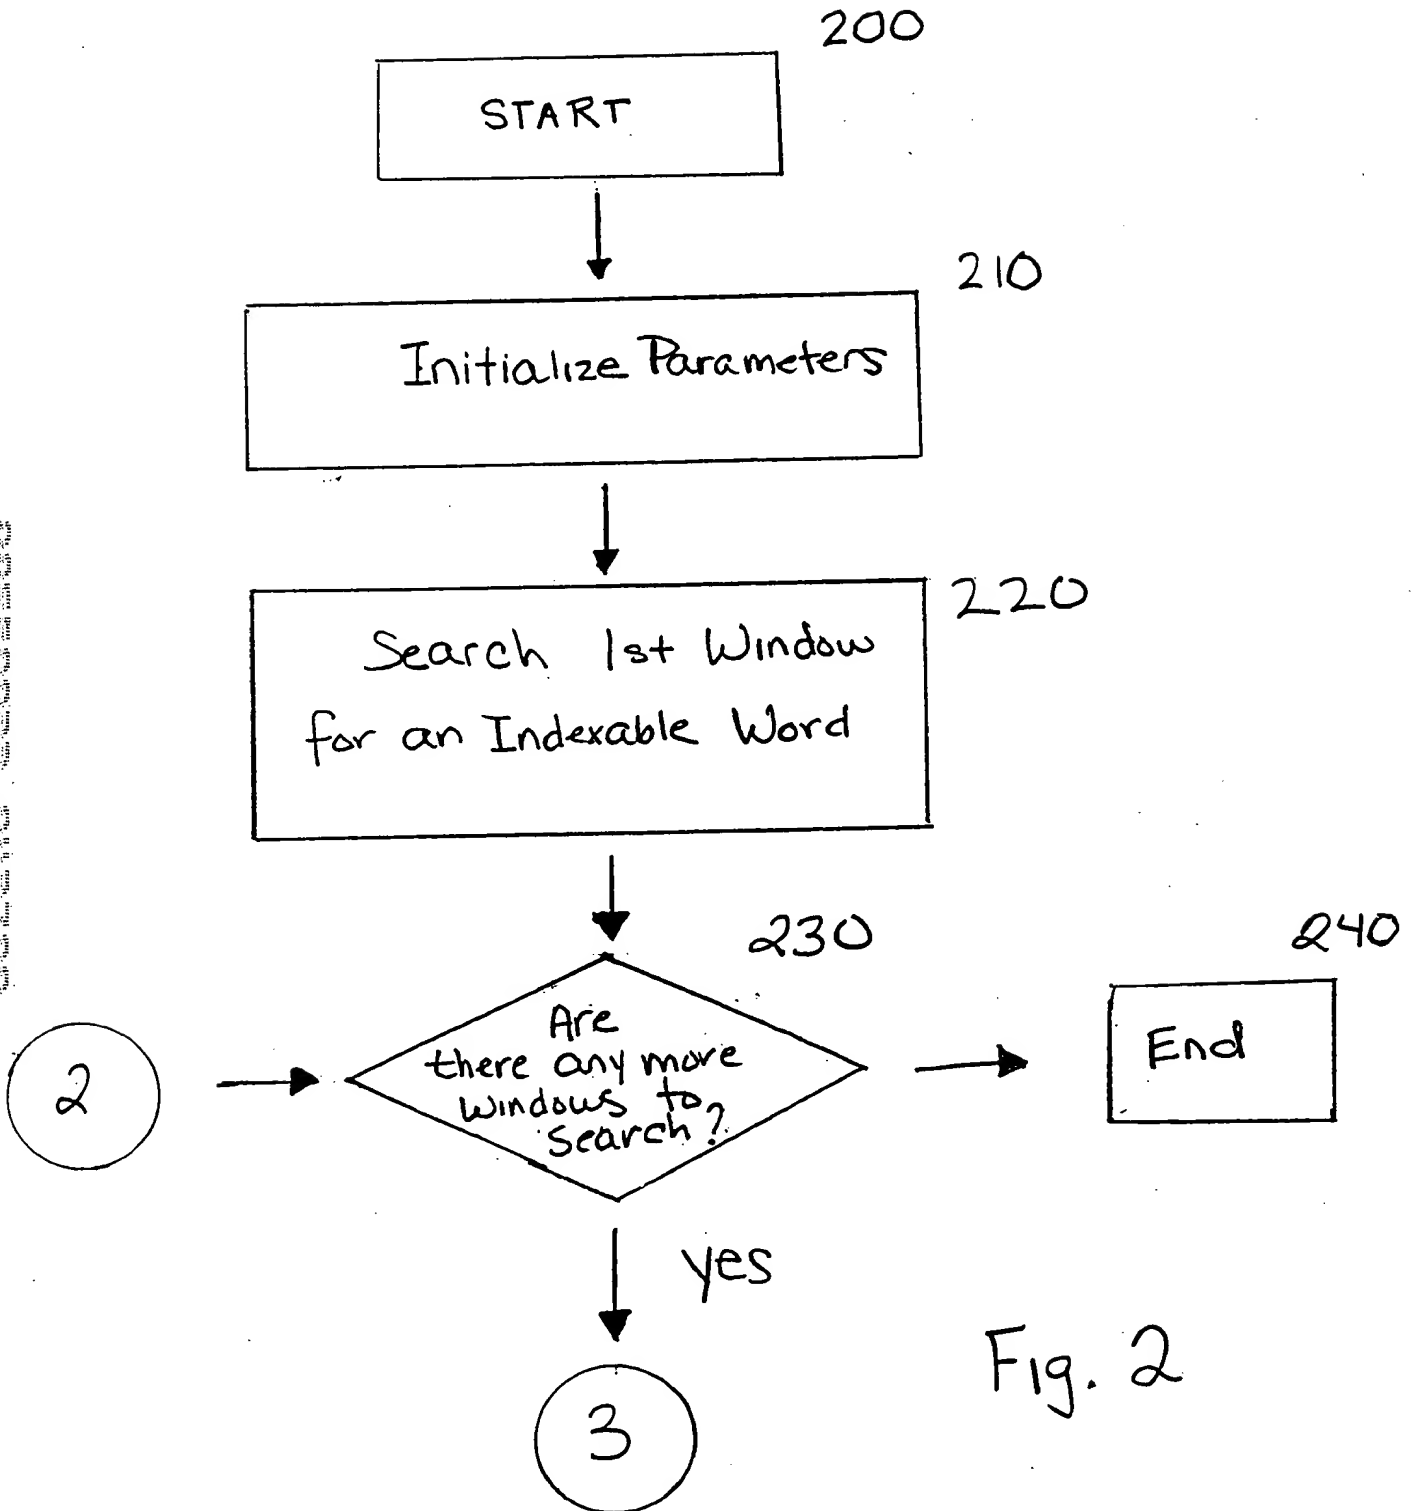 200
START
210
Initialize Parameters
220
Search 1st Window
for an Indexable Word
230
240
Are
there any more
windows to
search?
End
2
yes
3
Fig. 2